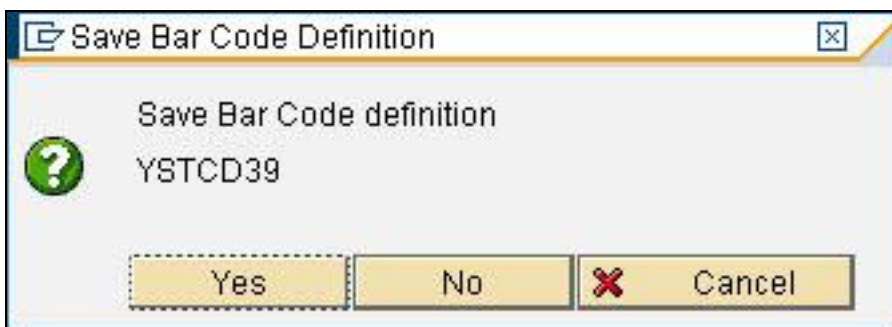 Save Bar Code Definition
Save Bar Code definition
YSTCD39
Yes No Cancel